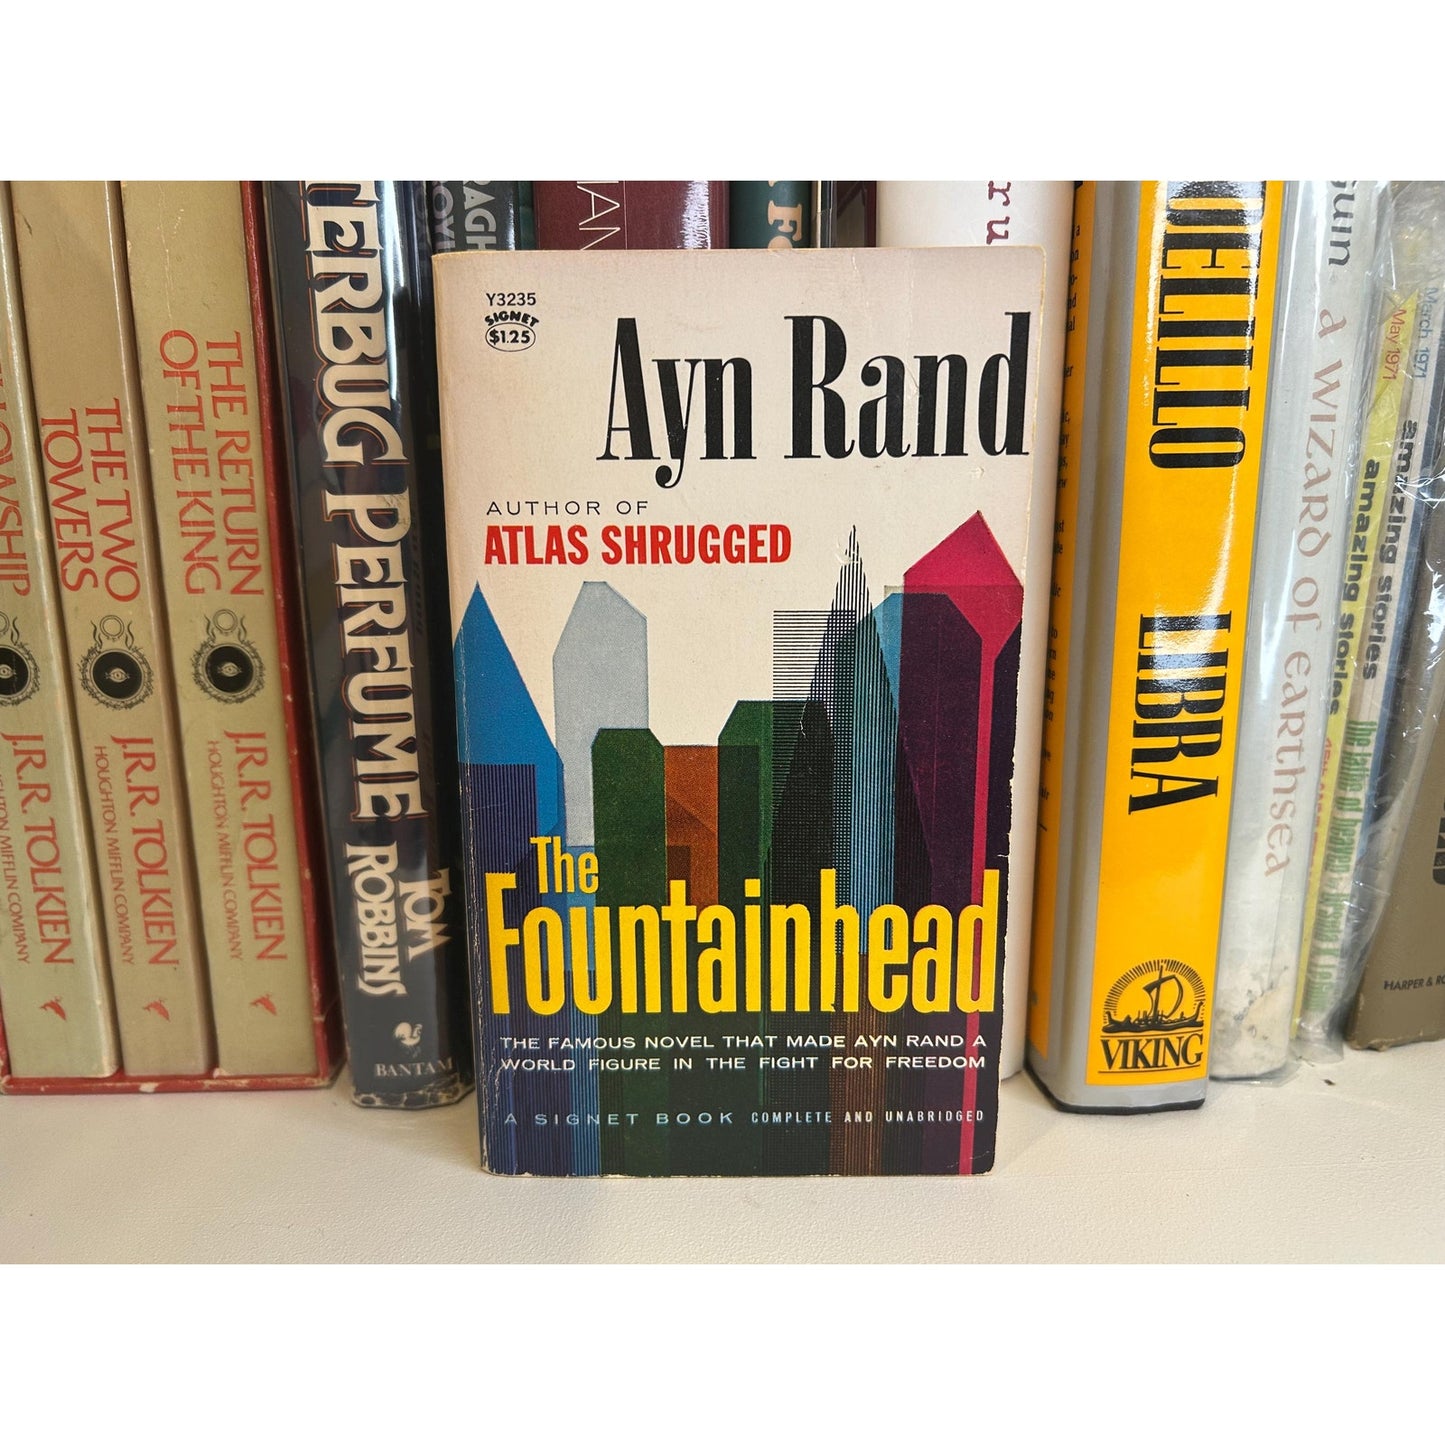 Y3235
SIGNET
$1.25
Ayn Rand
AUTHOR OF
ATLAS SHRUGGED
The
Fountainhead
THE FAMOUS NOVEL THAT MADE AYN RAND A
WORLD FIGURE IN THE FIGHT FOR FREEDOM
A SIGNET BOOK COMPLETE AND UNABRIDGED
THE TWO
TOWERS
J.R.R. TOLKIEN
HOUGHTON MIFFLIN COMPANY
THE RETURN
OF THE KING
J.R.R. TOLKIEN
HOUGHTON MIFFLIN COMPANY
J.R.R. TOLKIEN
TERBUG PERFUME
TOM
ROBBINS
BANTAM
DELILLO
LIBRA
VIKING
a WIZARD of earthsea
May 1971
amazing stories
March 1971
amazing stories
HARPER &